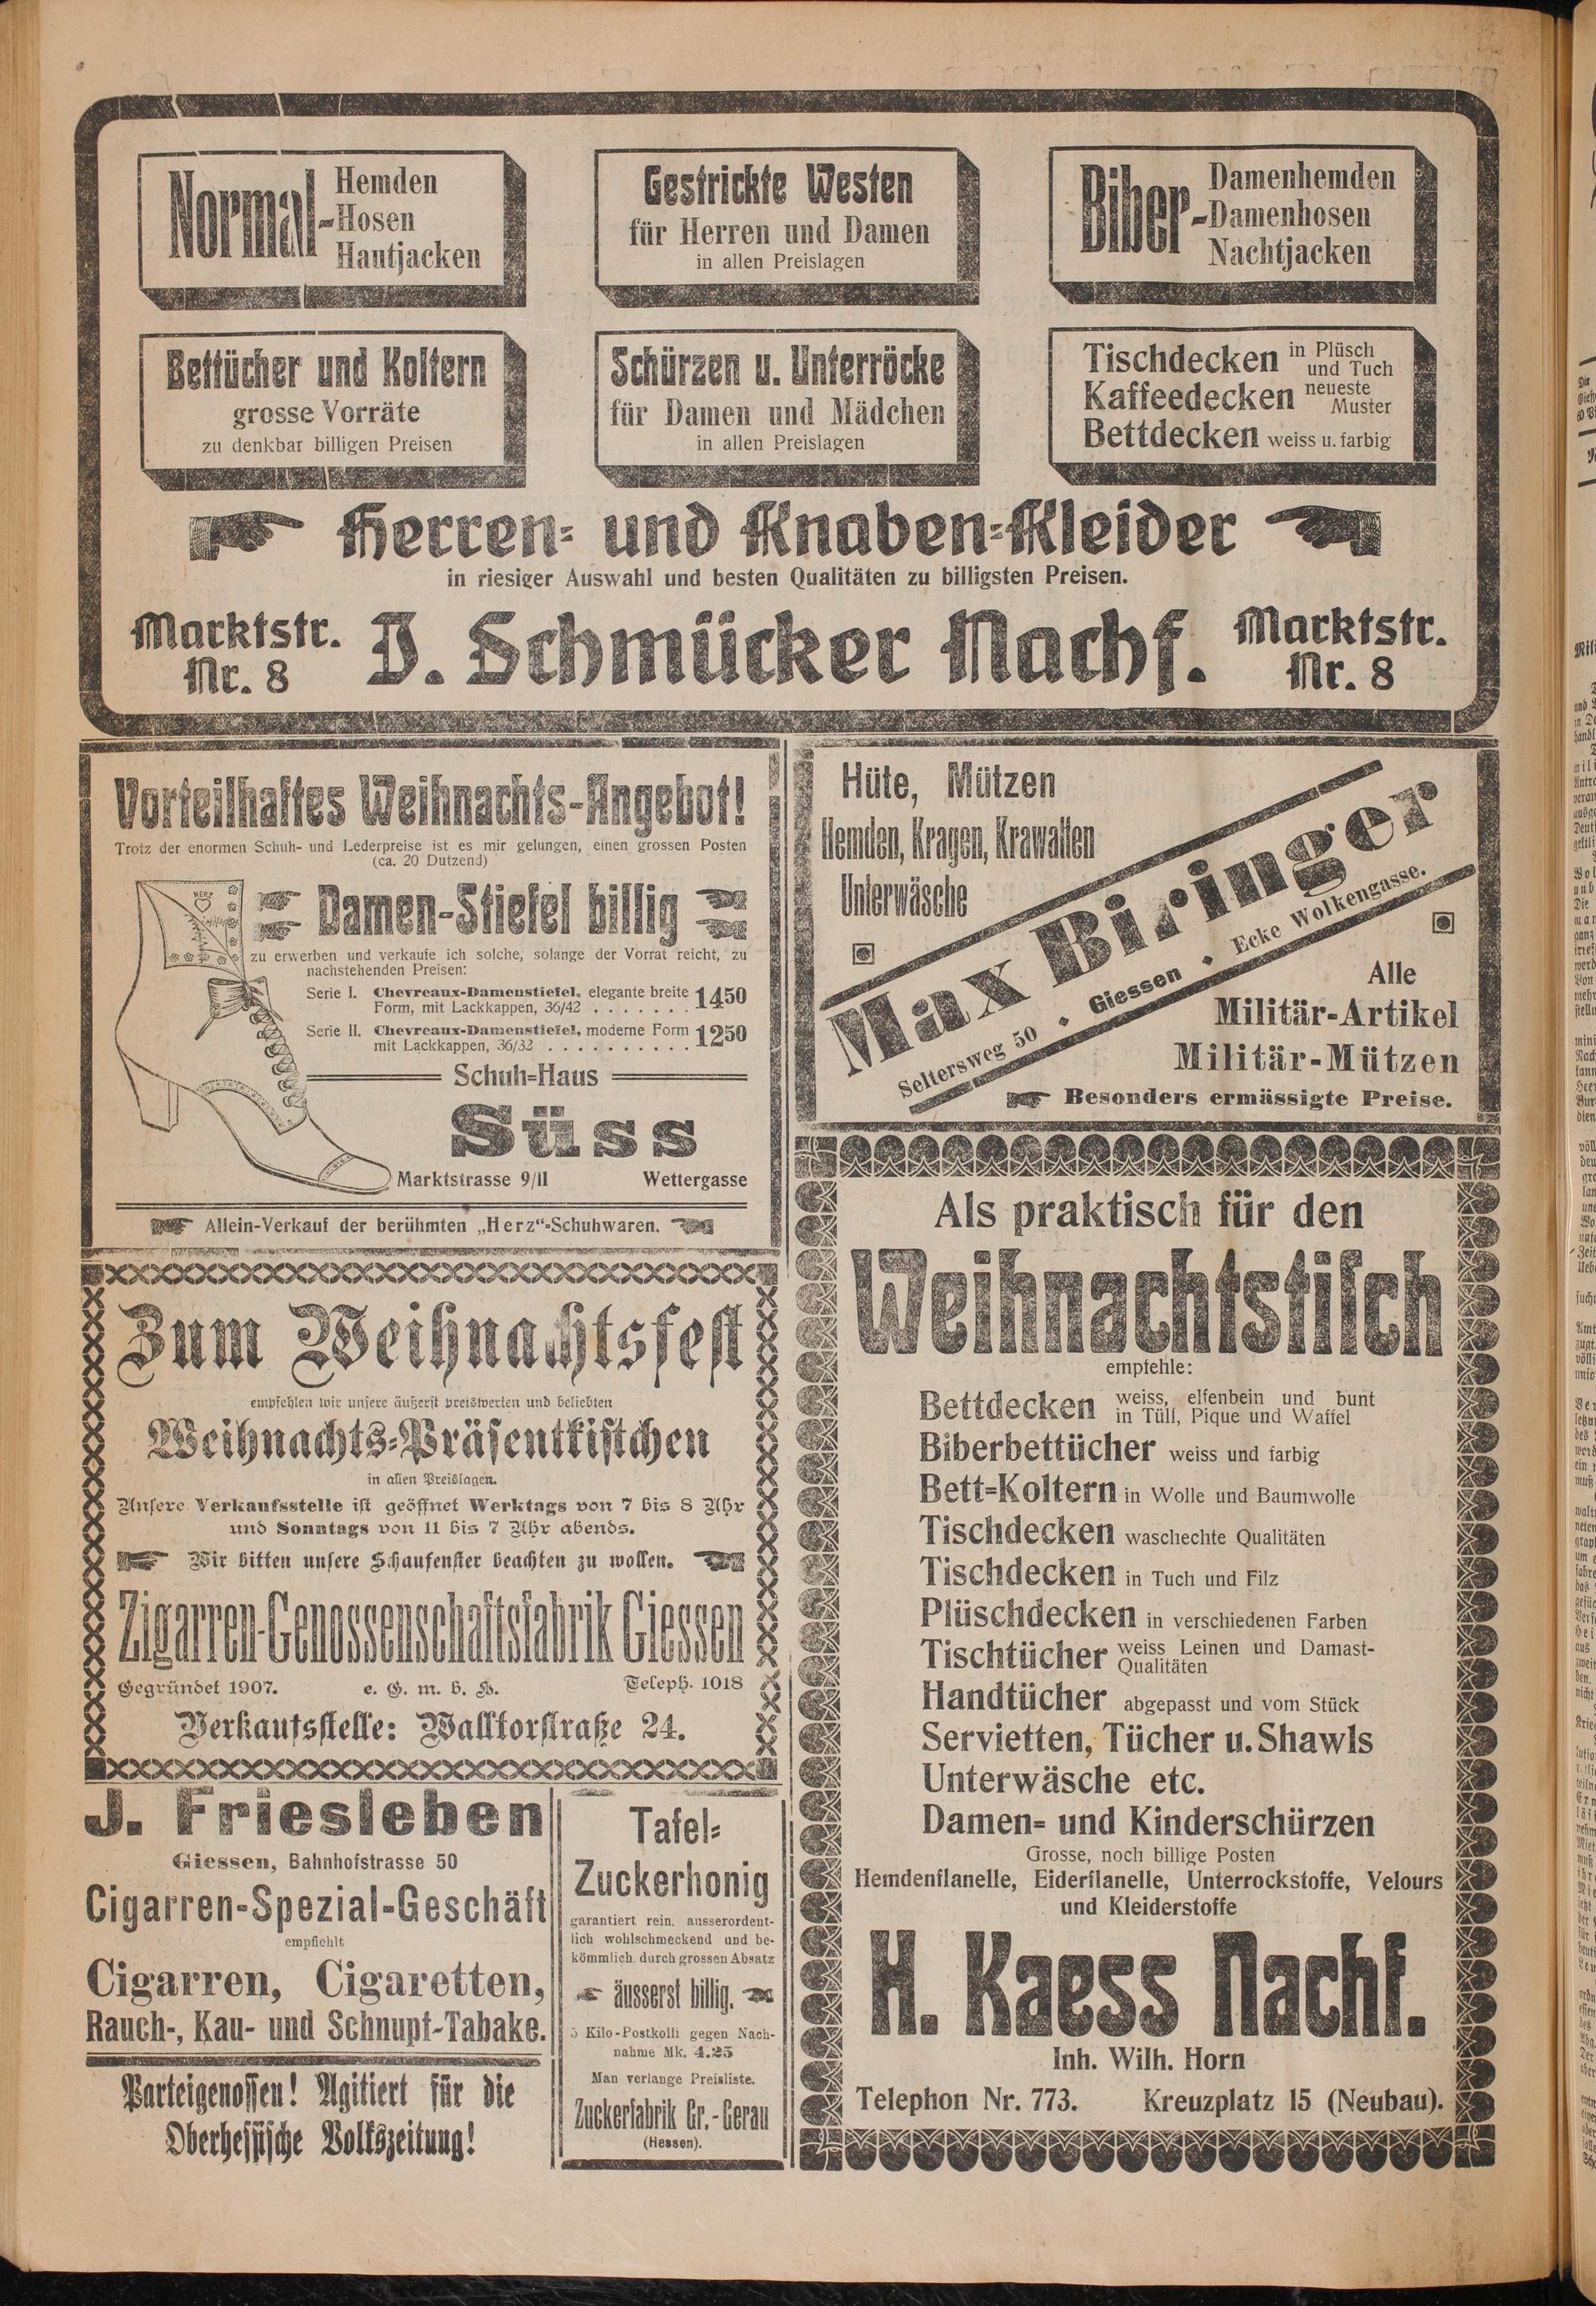 Normal-
Hemden
Hosen
Hautjacken
Gestrickte Westen
für Herren und Damen
in allen Preislagen
Biber-
Damenhemden
Damenhosen
Nachtjacken
Bettücher und Koltern
grosse Vorräte
zu denkbar billigen Preisen
Schürzen u. Unterröcke
für Damen und Mädchen
in allen Preislagen
Tischdecken in Plüsch und Tuch
Kaffeedecken neueste Muster
Bettdecken weiss u. farbig
Herren- und Knaben-Kleider
in riesiger Auswahl und besten Qualitäten zu billigsten Preisen.
Marktstr. Nr. 8
J. Schmücker Nachf.
Marktstr. Nr. 8
Vorteilhaftes Weihnachts-Angebot!
Trotz der enormen Schuh- und Lederpreise ist es mir gelungen, einen grossen Posten
(ca. 20 Dutzend)
Damen-Stiefel billig
zu erwerben und verkaufe ich solche, solange der Vorrat reicht, zu
nachstehenden Preisen:
Serie I. Chevreaux-Damenstiefel, elegante breite
Form, mit Lackkappen, 36/42 . . . . . . . 1450
Serie II. Chevreaux-Damenstiefel, moderne Form
mit Lackkappen, 36/32 . . . . . . . . . . 1250
HERZ
Schuh-Haus
Süss
Marktstrasse 9/11 Wettergasse
Allein-Verkauf der berühmten „Herz“-Schuhwaren.
Hüte, Mützen
Hemden, Kragen, Krawatten
Unterwäsche
Max Biringer
Seltersweg 50 ◆ Giessen ◆ Ecke Wolkengasse.
Alle
Militär-Artikel
Militär-Mützen
Besonders ermässigte Preise.
Zum Weihnachtsfest
empfehlen wir unsere äußerst preiswerten und beliebten
Weihnachts-Präsentkistchen
in allen Preislagen.
Unsere Verkaufsstelle ist geöffnet Werktags von 7 bis 8 Uhr
und Sonntags von 11 bis 7 Uhr abends.
Wir bitten unsere Schaufenster beachten zu wollen.
Zigarren-Genossenschaftsfabrik Giessen
Gegründet 1907. e. G. m. b. H. Teleph. 1018
Verkaufsstelle: Walltorstraße 24.
Als praktisch für den
Weihnachtstisch
empfehle:
Bettdecken weiss, elfenbein und bunt
in Tüll, Pique und Waffel
Biberbettücher weiss und farbig
Bett-Koltern in Wolle und Baumwolle
Tischdecken waschechte Qualitäten
Tischdecken in Tuch und Filz
Plüschdecken in verschiedenen Farben
Tischtücher weiss Leinen und Damast-
Qualitäten
Handtücher abgepasst und vom Stück
Servietten, Tücher u. Shawls
Unterwäsche etc.
Damen- und Kinderschürzen
Grosse, noch billige Posten
Hemdenflanelle, Eiderflanelle, Unterrockstoffe, Velours
und Kleiderstoffe
H. Kaess Nachf.
Inh. Wilh. Horn
Telephon Nr. 773. Kreuzplatz 15 (Neubau).
J. Friesleben
Giessen, Bahnhofstrasse 50
Cigarren-Spezial-Geschäft
empfiehlt
Cigarren, Cigaretten,
Rauch-, Kau- und Schnupf-Tabake.
Parteigenossen! Agitiert für die
Oberhessische Volkszeitung!
Tafel-
Zuckerhonig
garantiert rein, ausserordent-
lich wohlschmeckend und be-
kömmlich, durch grossen Absatz
äusserst billig.
5 Kilo-Postkolli gegen Nach-
nahme Mk. 4.25
Man verlange Preisliste.
Zuckerfabrik Gr.-Gerau
(Hessen).